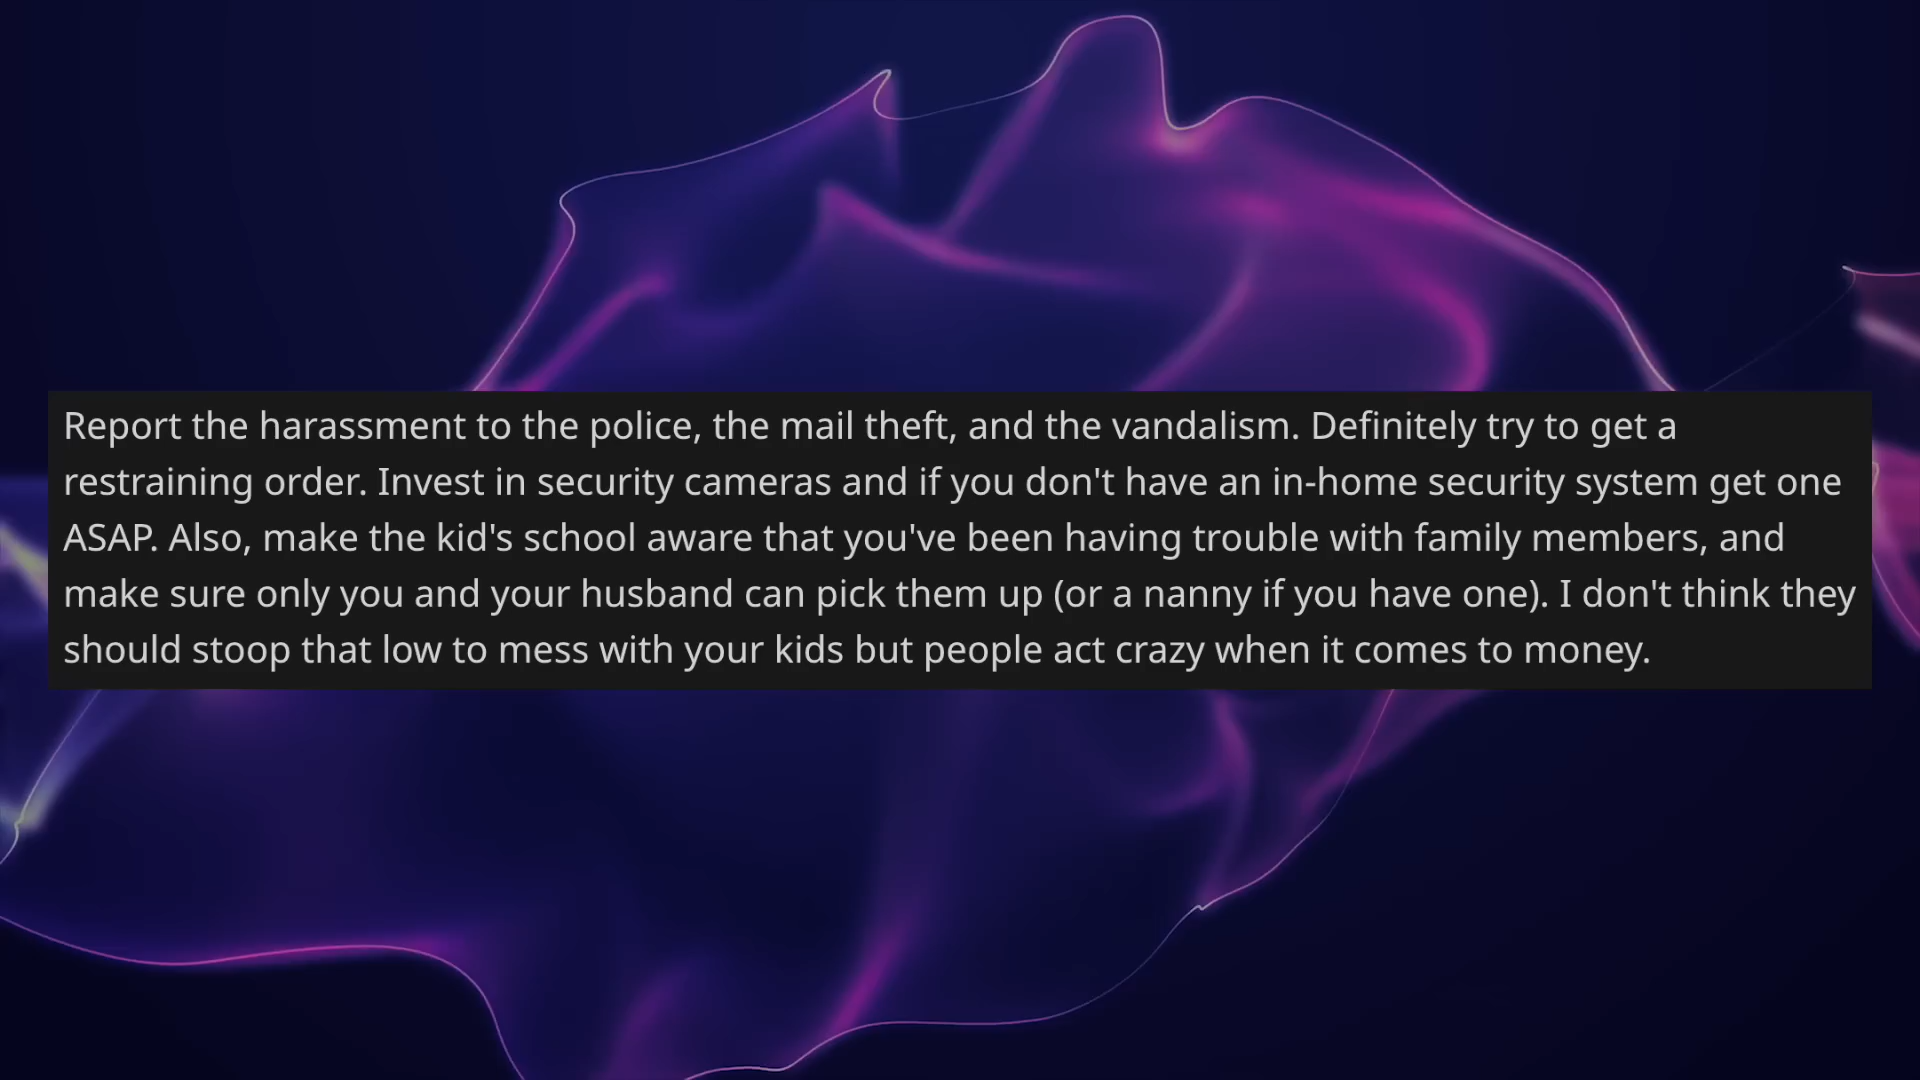 Report the harassment to the police, the mail theft, and the vandalism. Definitely try to get a
restraining order. Invest in security cameras and if you don't have an in-home security system get one
ASAP. Also, make the kid's school aware that you've been having trouble with family members, and
make sure only you and your husband can pick them up (or a nanny if you have one). I don't think they
should stoop that low to mess with your kids but people act crazy when it comes to money.